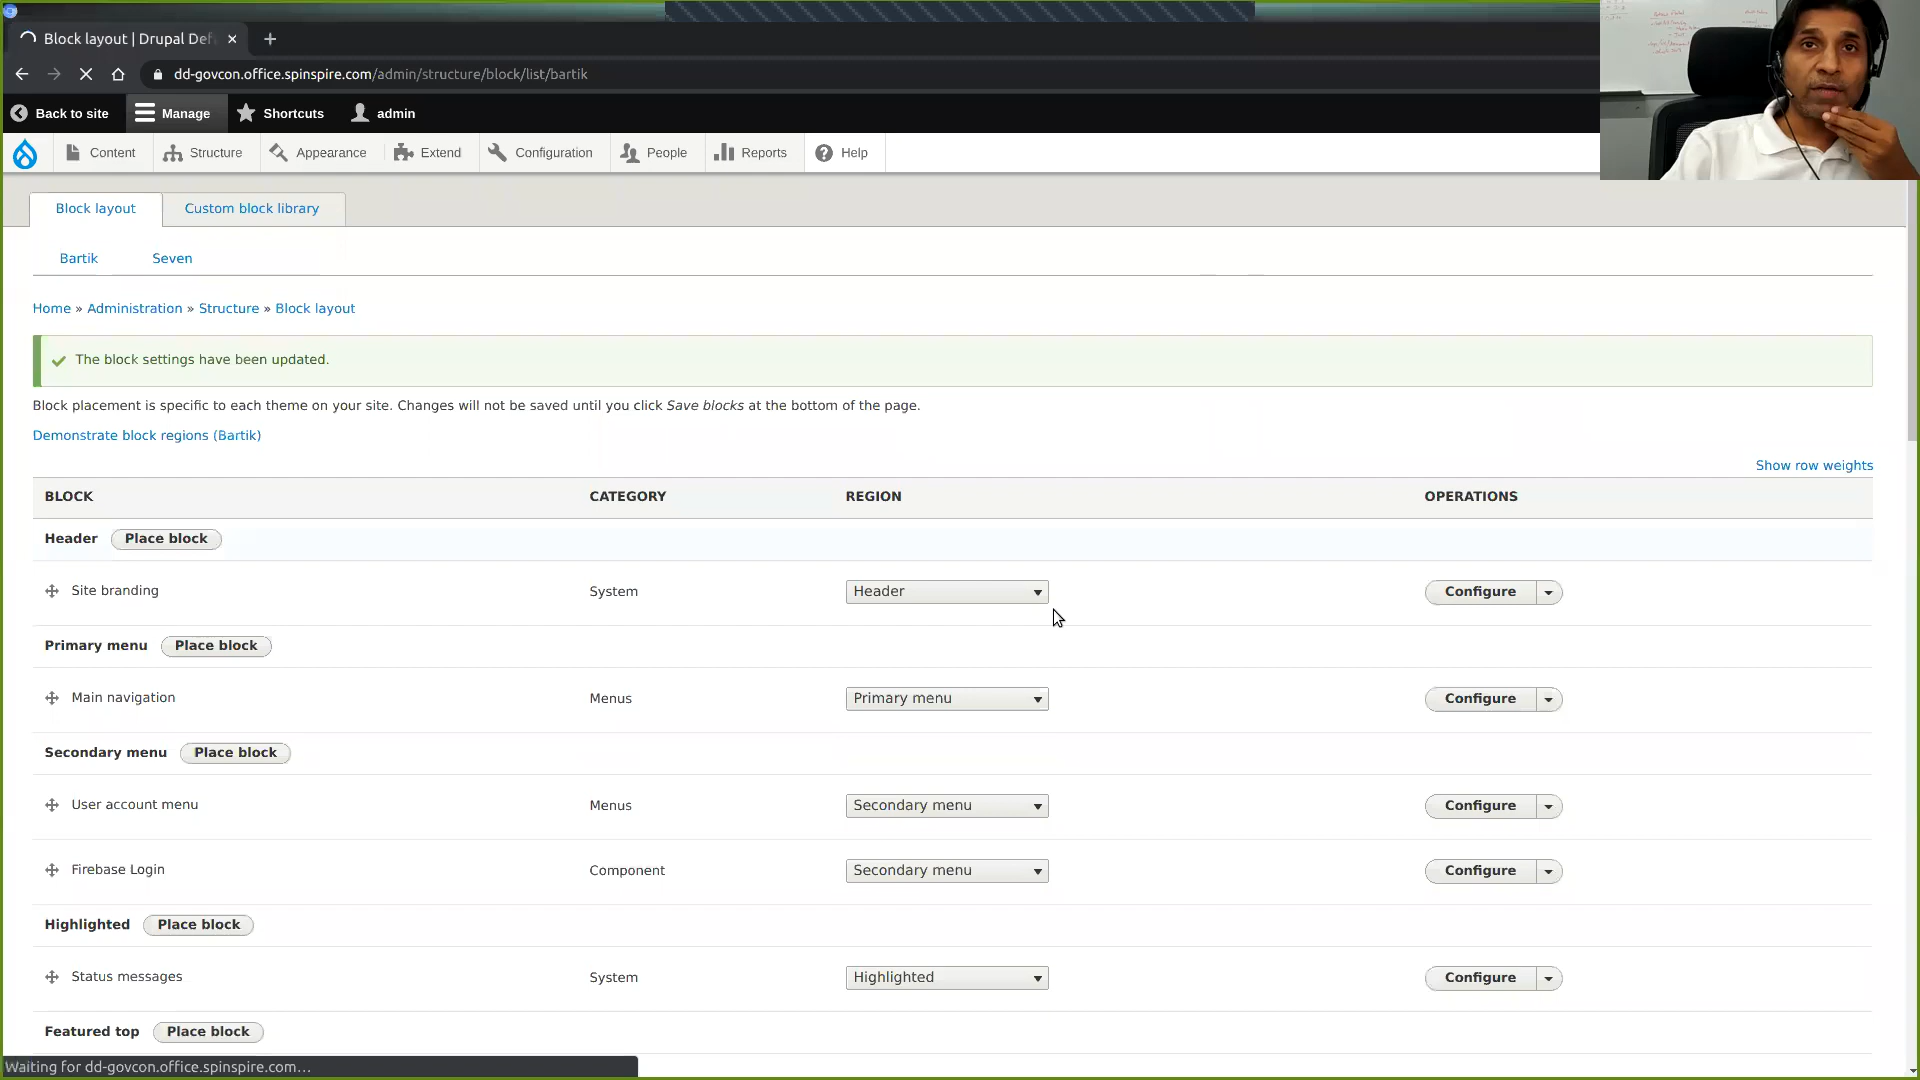 Block layout | Drupal Def
dd-govcon.office.spinspire.com/admin/structure/block/list/bartik
Back to site Manage Shortcuts admin
Content Structure Appearance Extend Configuration People Reports Help
Block layout Custom block library
Bartik Seven
Home » Administration » Structure » Block layout
The block settings have been updated.
Block placement is specific to each theme on your site. Changes will not be saved until you click Save blocks at the bottom of the page.
Demonstrate block regions (Bartik)
Show row weights
BLOCK CATEGORY REGION OPERATIONS
Header Place block
Site branding System Header Configure
Primary menu Place block
Main navigation Menus Primary menu Configure
Secondary menu Place block
User account menu Menus Secondary menu Configure
Firebase Login Component Secondary menu Configure
Highlighted Place block
Status messages System Highlighted Configure
Featured top Place block
Waiting for dd-govcon.office.spinspire.com...